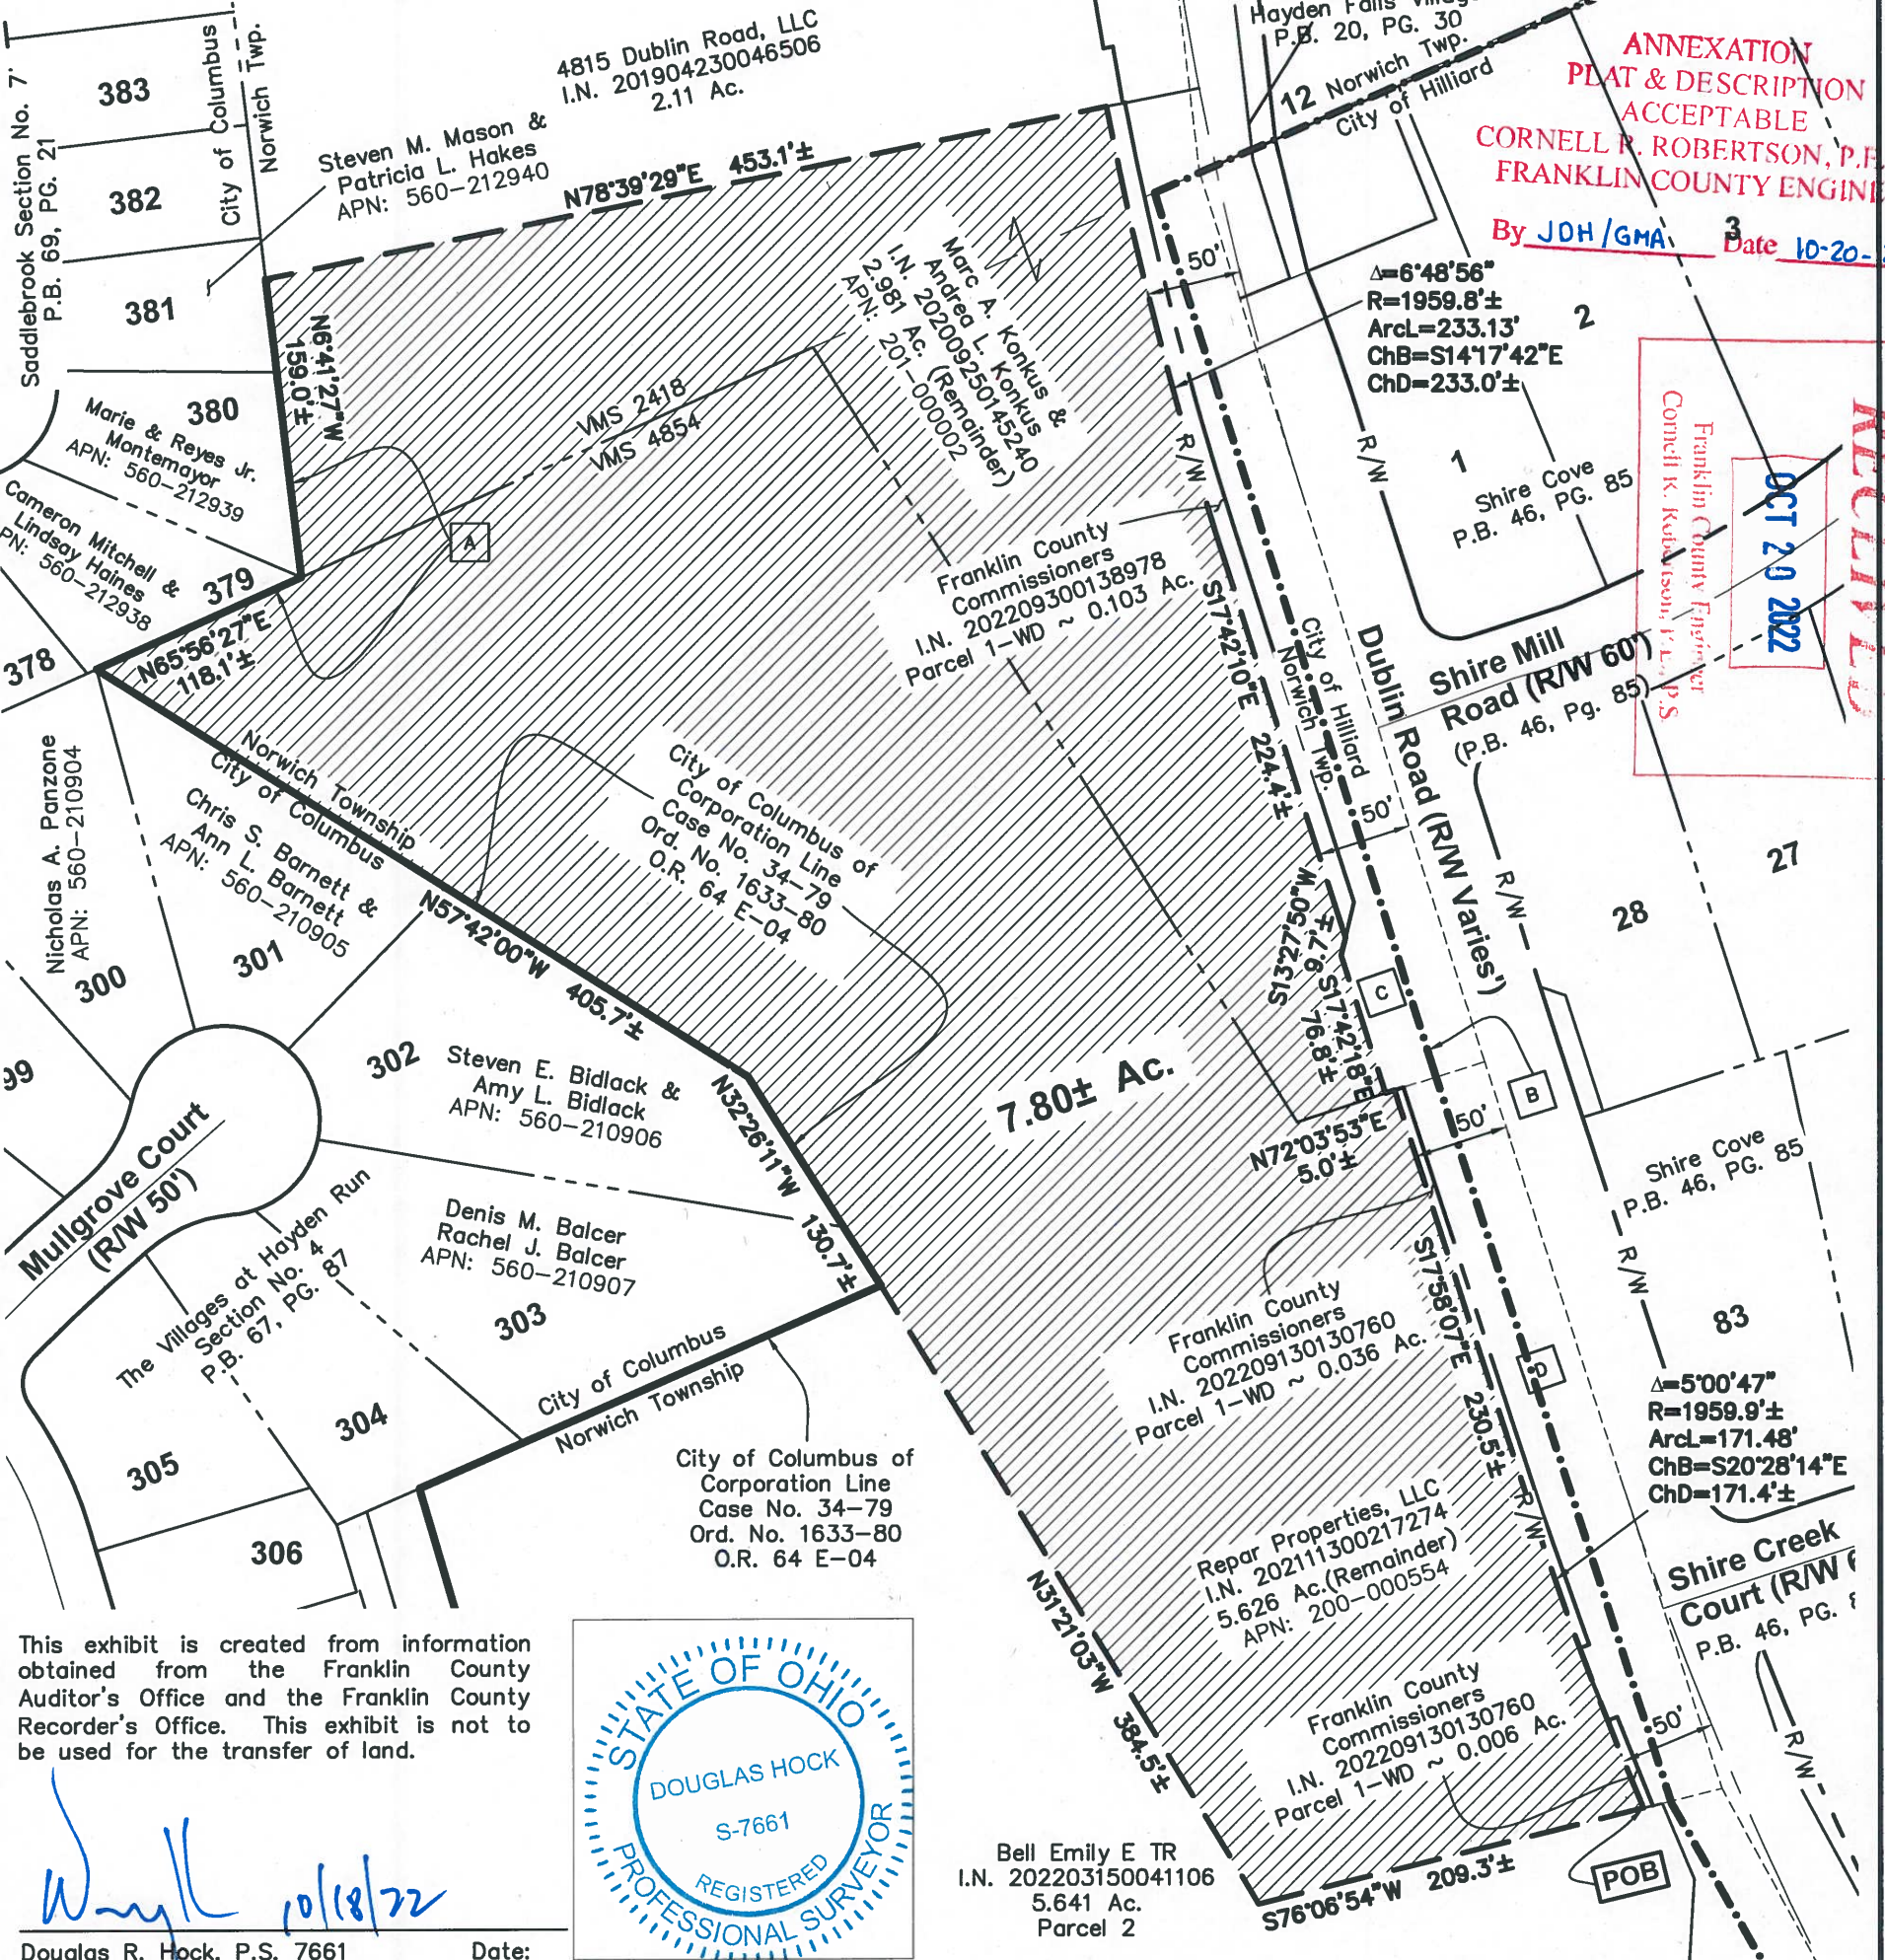 383
382
381
380
379
378
Saddlebrook Section No. 7
P.B. 69, PG. 21
City of Columbus
Norwich Twp.
Steven M. Mason &
Patricia L. Hakes
APN: 560-212940
4815 Dublin Road, LLC
I.N. 201904230046506
2.11 Ac.
N78°39'29"E 453.1'±
Hayden Falls
P.B. 20, PG. 30
12
Norwich Twp.
City of Hilliard
ANNEXATION
PLAT & DESCRIPTION
ACCEPTABLE
CORNELL R. ROBERTSON, P.E.
FRANKLIN COUNTY
By JDH/GMA Date 10-20-
3
2
1
50'
Δ=6°48'56"
R=1959.8'±
ArcL=233.13'
ChB=S14°17'42"E
ChD=233.0'±
Marie & Reyes Jr.
Montemayor
APN: 560-212939
Cameron Mitchell &
Lindsay Haines
PN: 560-212938
N6°41'27"W
159.0'±
VMS 2418
VMS 4854
A
Marc A. Konkus &
Andrea L. Konkus
I.N. 202009250145240
2.981 Ac. (Remainder)
APN: 201-000002
R/W
R/W
Shire Cove
P.B. 46, PG. 85
Franklin County Engineer
Cornell R. Robertson, P.E., P.S.
OCT 20 2022
RECEIVED
N65°56'27"E
118.1'±
Franklin County
Commissioners
I.N. 202209300138978
Parcel 1-WD ~ 0.103 Ac.
S17°42'10"E 224.4'±
City of Hilliard
Norwich Twp.
Dublin Road (R/W Varies')
Shire Mill
Road (R/W 60')
(P.B. 46, Pg. 85)
50'
R/W
27
28
Nicholas A. Panzone
APN: 560-210904
300
Norwich Township
City of Columbus
Chris S. Barnett &
Ann L. Barnett
APN: 560-210905
301
N57°42'00"W 405.7'±
City of Columbus of
Corporation Line
Case No. 34-79
Ord. No. 1633-80
O.R. 64 E-04
S13°27'50"W
9.7'±
S17°42'18"E
76.8'±
C
B
50'
N72°03'53"E
5.0'±
7.80± Ac.
99
302
Steven E. Bidlack &
Amy L. Bidlack
APN: 560-210906
N32°26'11"W 130.7'±
Mullgrove Court
(R/W 50')
Denis M. Balcer
Rachel J. Balcer
APN: 560-210907
303
The Villages at Hayden Run
Section No. 4
P.B. 67, PG. 87
304
305
306
City of Columbus
Norwich Township
City of Columbus of
Corporation Line
Case No. 34-79
Ord. No. 1633-80
O.R. 64 E-04
Shire Cove
P.B. 46, PG. 85
R/W
83
Franklin County
Commissioners
I.N. 202209130130760
Parcel 1-WD ~ 0.036 Ac.
S17°58'07"E 230.5'±
D
R/W
Δ=5°00'47"
R=1959.9'±
ArcL=171.48'
ChB=S20°28'14"E
ChD=171.4'±
Repar Properties, LLC
I.N. 202111300217274
5.626 Ac.(Remainder)
APN: 200-000554
N31°21'03"W 384.5'±
Shire Creek
Court (R/W
P.B. 46, PG.
R/W
Franklin County
Commissioners
I.N. 202209130130760
Parcel 1-WD ~ 0.006 Ac.
50'
POB
S76°06'54"W 209.3'±
Bell Emily E TR
I.N. 202203150041106
5.641 Ac.
Parcel 2
This exhibit is created from information
obtained from the Franklin County
Auditor's Office and the Franklin County
Recorder's Office. This exhibit is not to
be used for the transfer of land.
10/18/22
Douglas R. Hock, P.S. 7661 Date:
STATE OF OHIO
DOUGLAS HOCK
S-7661
REGISTERED
PROFESSIONAL SURVEYOR